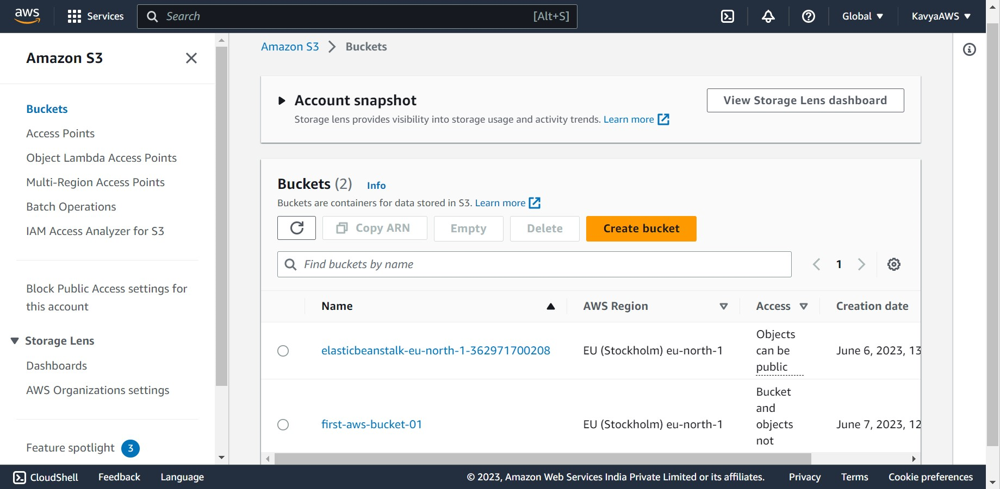 aws
Services
Search
[Alt+S]
Global
KavyaAWS
Amazon S3
Buckets
Access Points
Object Lambda Access Points
Multi-Region Access Points
Batch Operations
IAM Access Analyzer for S3
Block Public Access settings for
this account
Storage Lens
Dashboards
AWS Organizations settings
Feature spotlight 3
Amazon S3 Buckets
Account snapshot
View Storage Lens dashboard
Storage lens provides visibility into storage usage and activity trends. Learn more
Buckets (2) Info
Buckets are containers for data stored in S3. Learn more
Copy ARN Empty Delete Create bucket
Find buckets by name
1
Name AWS Region Access Creation date
elasticbeanstalk-eu-north-1-362971700208 EU (Stockholm) eu-north-1
Objects
can be
public
June 6, 2023, 13
first-aws-bucket-01 EU (Stockholm) eu-north-1
Bucket
and
objects
not
June 7, 2023, 12
CloudShell Feedback Language © 2023, Amazon Web Services India Private Limited or its affiliates. Privacy Terms Cookie preferences